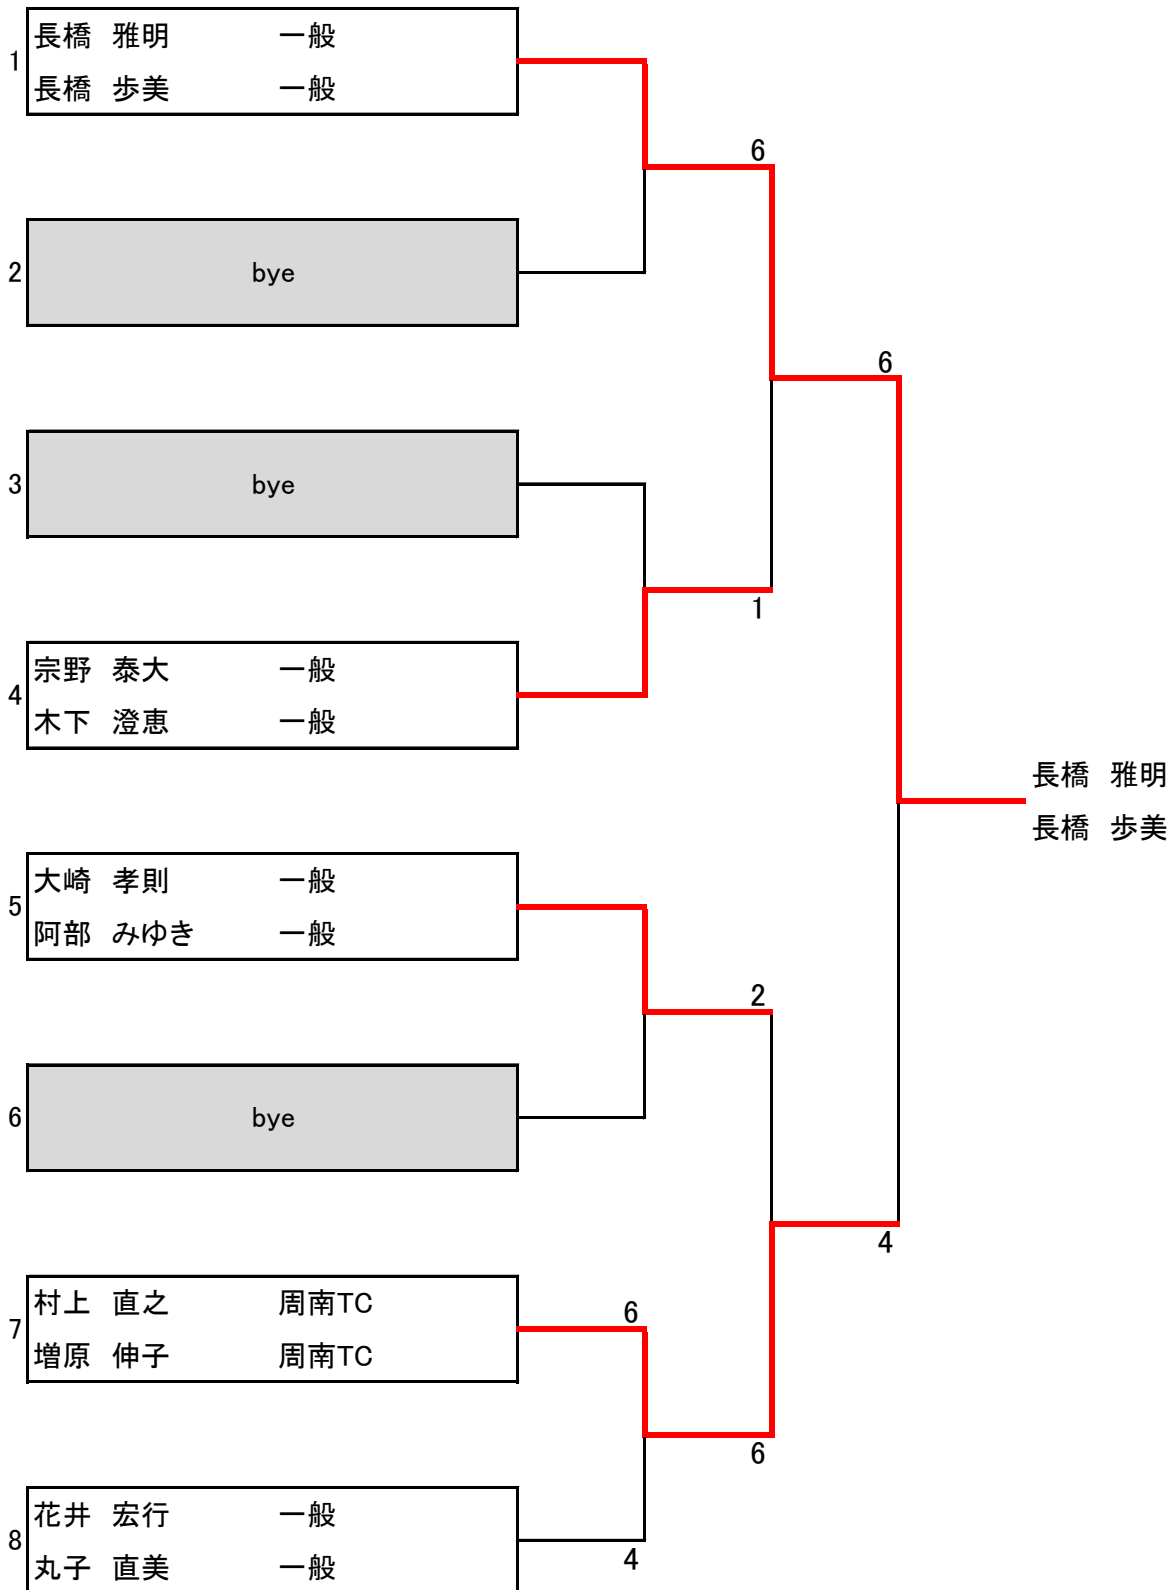 1
長橋 雅明 一般
長橋 歩美 一般
6
2
bye
6
3
bye
1
4
宗野 泰大 一般
木下 澄恵 一般
長橋 雅明
長橋 歩美
5
大崎 孝則 一般
阿部 みゆき 一般
2
6
bye
4
7
村上 直之 周南TC
増原 伸子 周南TC
6
6
8
花井 宏行 一般
丸子 直美 一般
4